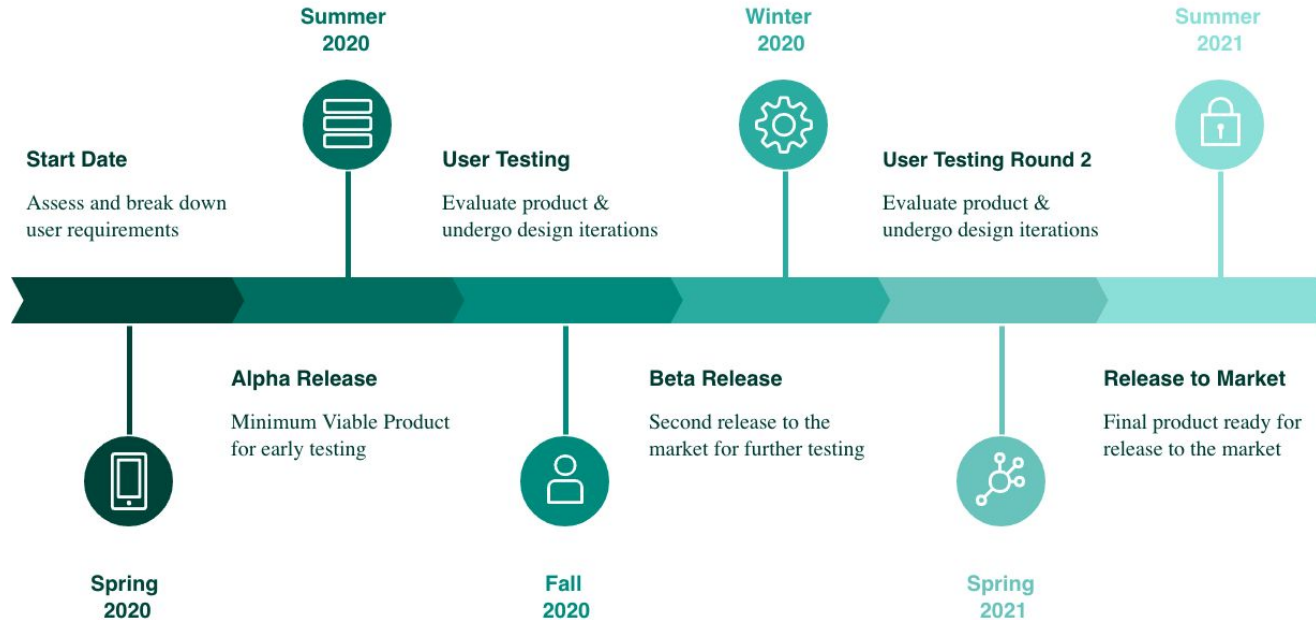 Summer
2020
Winter
2020
Summer
2021
Start Date
Assess and break down
user requirements
User Testing
Evaluate product &
undergo design iterations
User Testing Round 2
Evaluate product &
undergo design iterations
Alpha Release
Minimum Viable Product
for early testing
Beta Release
Second release to the
market for further testing
Release to Market
Final product ready for
release to the market
Spring
2020
Fall
2020
Spring
2021